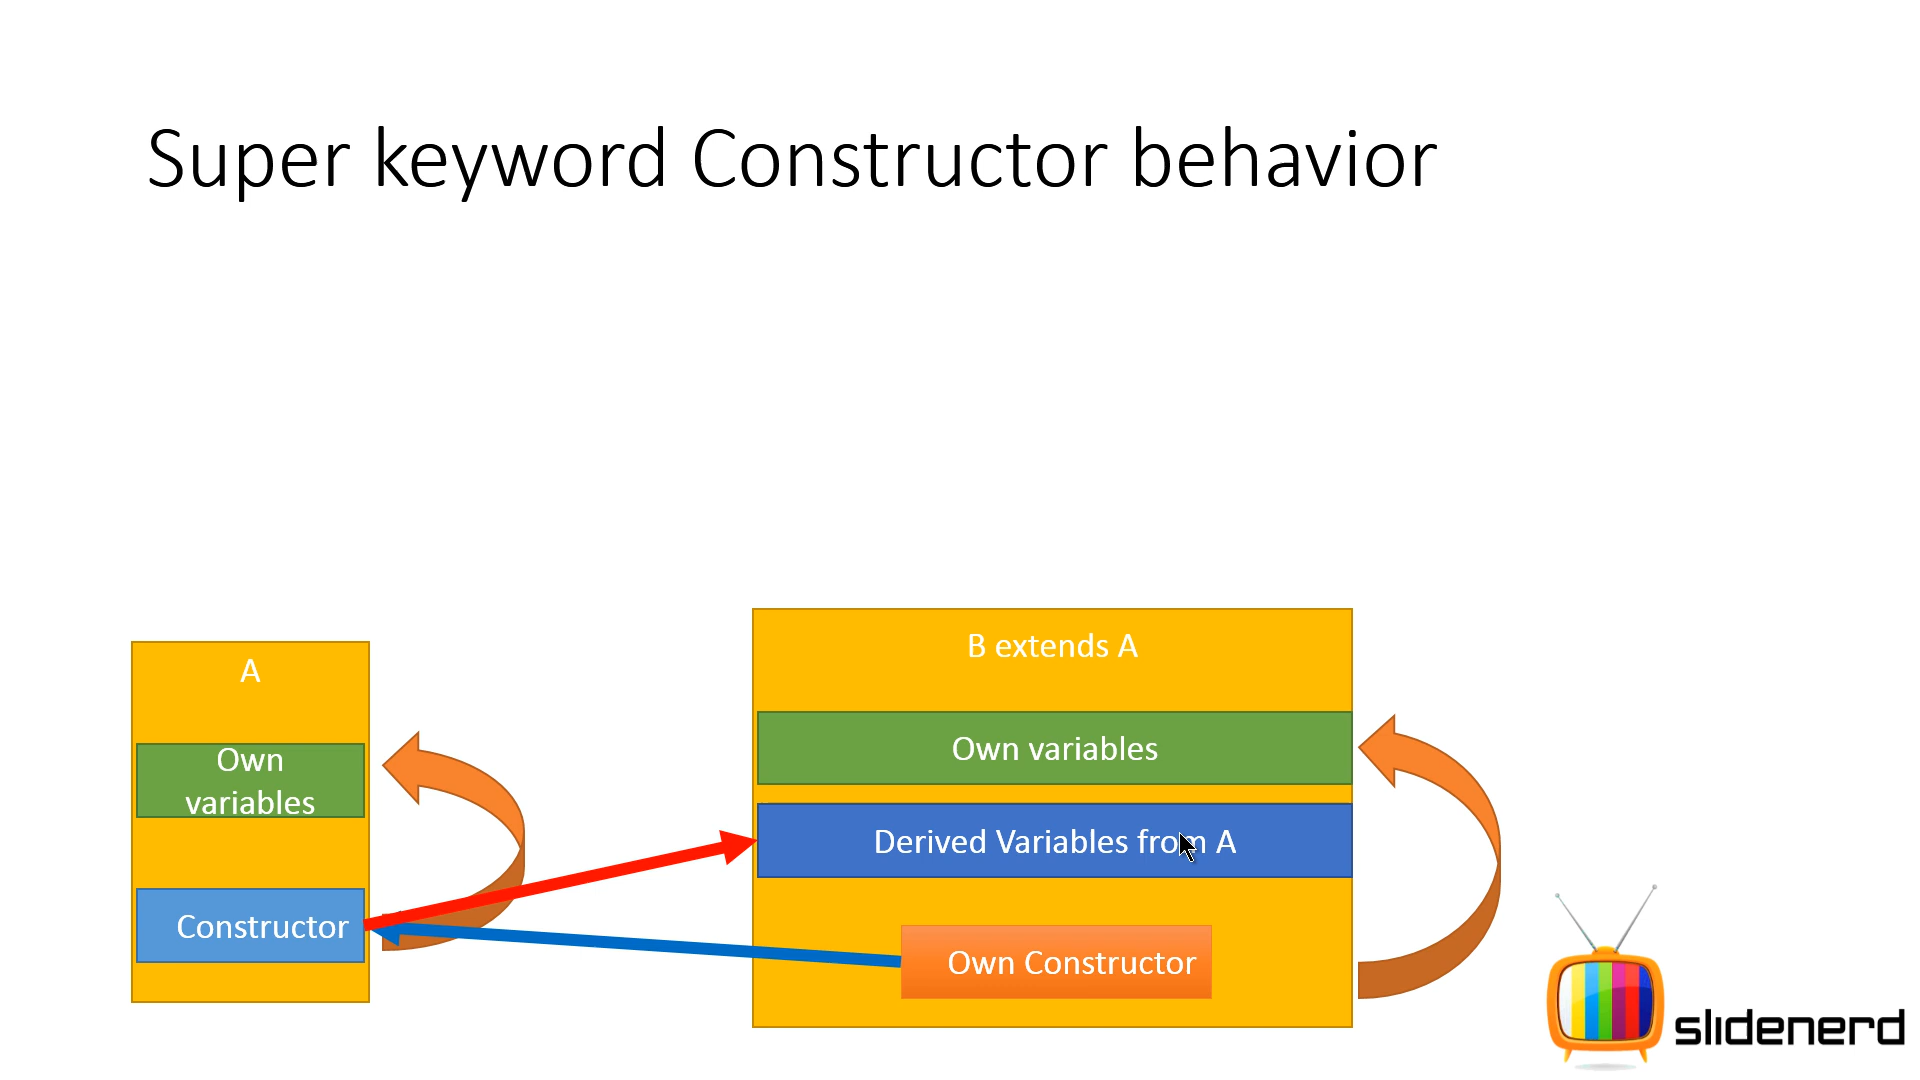 Super keyword Constructor behavior
A
Own
variables
Constructor
B extends A
Own variables
Derived Variables from A
Own Constructor
slidenerd